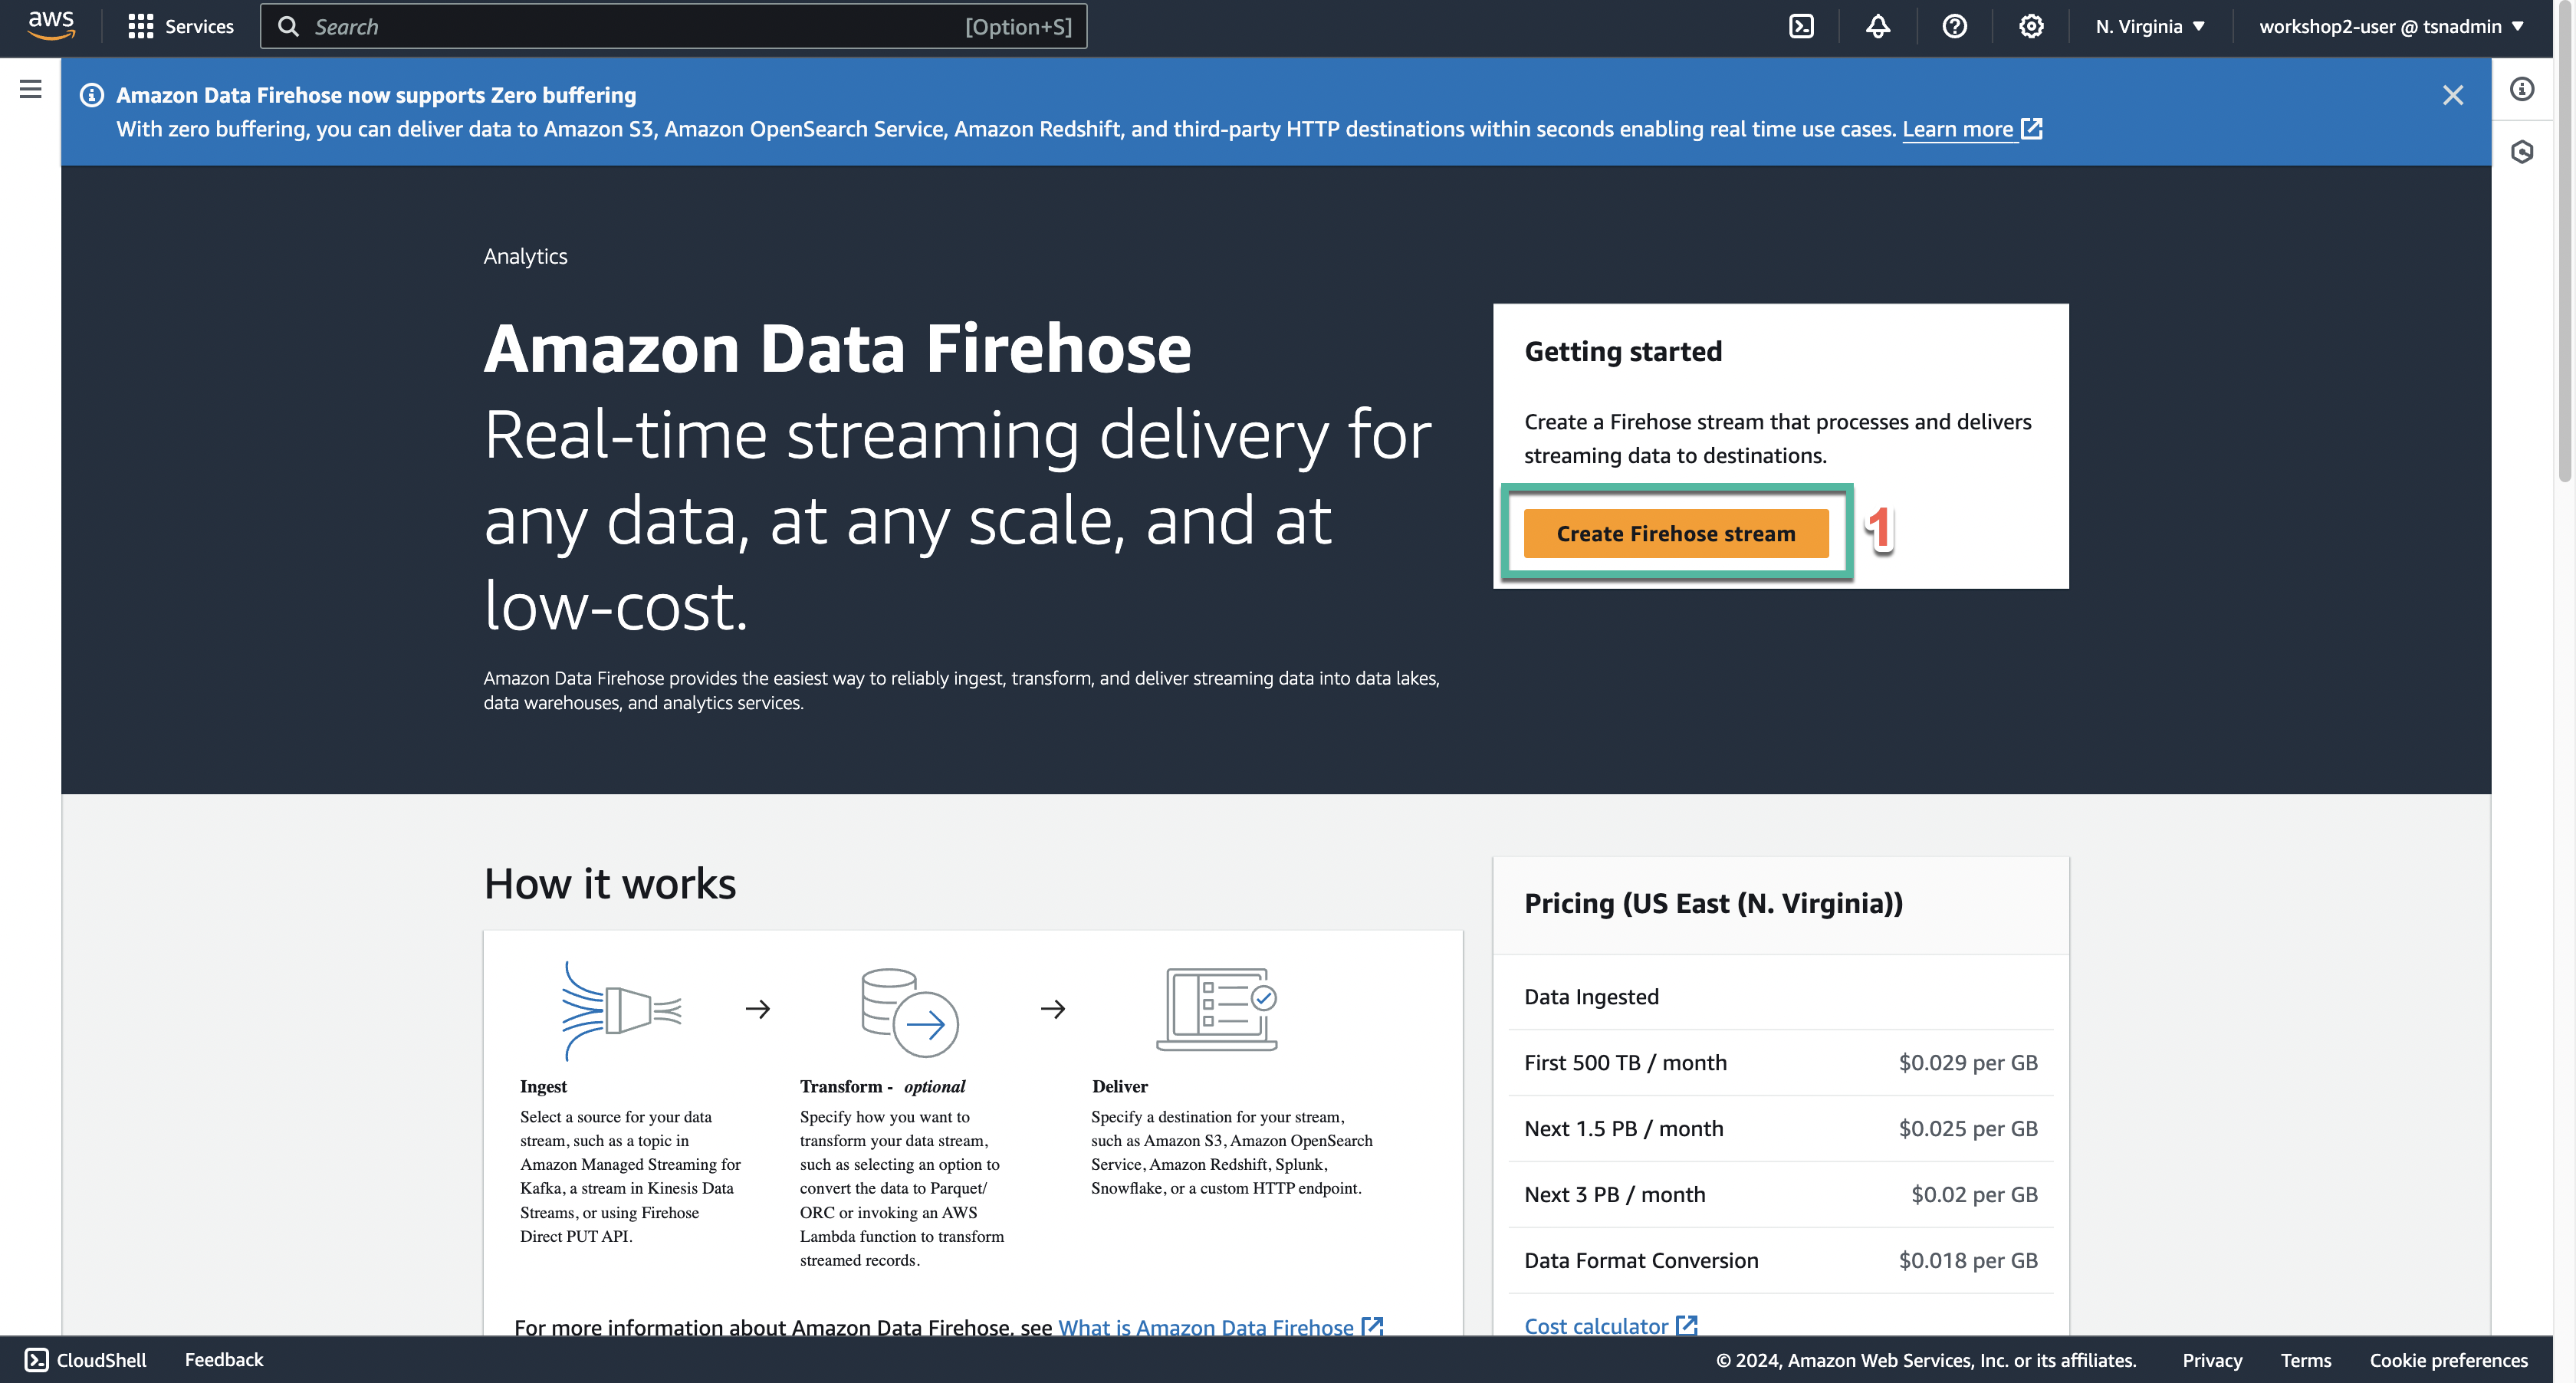 aws
Services
Search
[Option+S]
N. Virginia
workshop2-user @ tsnadmin
Amazon Data Firehose now supports Zero buffering
With zero buffering, you can deliver data to Amazon S3, Amazon OpenSearch Service, Amazon Redshift, and third-party HTTP destinations within seconds enabling real time use cases. Learn more
Analytics
Amazon Data Firehose
Real-time streaming delivery for
any data, at any scale, and at
low-cost.
Amazon Data Firehose provides the easiest way to reliably ingest, transform, and deliver streaming data into data lakes,
data warehouses, and analytics services.
Getting started
Create a Firehose stream that processes and delivers
streaming data to destinations.
Create Firehose stream
1
How it works
Ingest
Select a source for your data
stream, such as a topic in
Amazon Managed Streaming for
Kafka, a stream in Kinesis Data
Streams, or using Firehose
Direct PUT API.
Transform - optional
Specify how you want to
transform your data stream,
such as selecting an option to
convert the data to Parquet/
ORC or invoking an AWS
Lambda function to transform
streamed records.
Deliver
Specify a destination for your stream,
such as Amazon S3, Amazon OpenSearch
Service, Amazon Redshift, Splunk,
Snowflake, or a custom HTTP endpoint.
For more information about Amazon Data Firehose, see What is Amazon Data Firehose
Pricing (US East (N. Virginia))
Data Ingested
First 500 TB / month $0.029 per GB
Next 1.5 PB / month $0.025 per GB
Next 3 PB / month $0.02 per GB
Data Format Conversion $0.018 per GB
Cost calculator
CloudShell
Feedback
© 2024, Amazon Web Services, Inc. or its affiliates.
Privacy
Terms
Cookie preferences